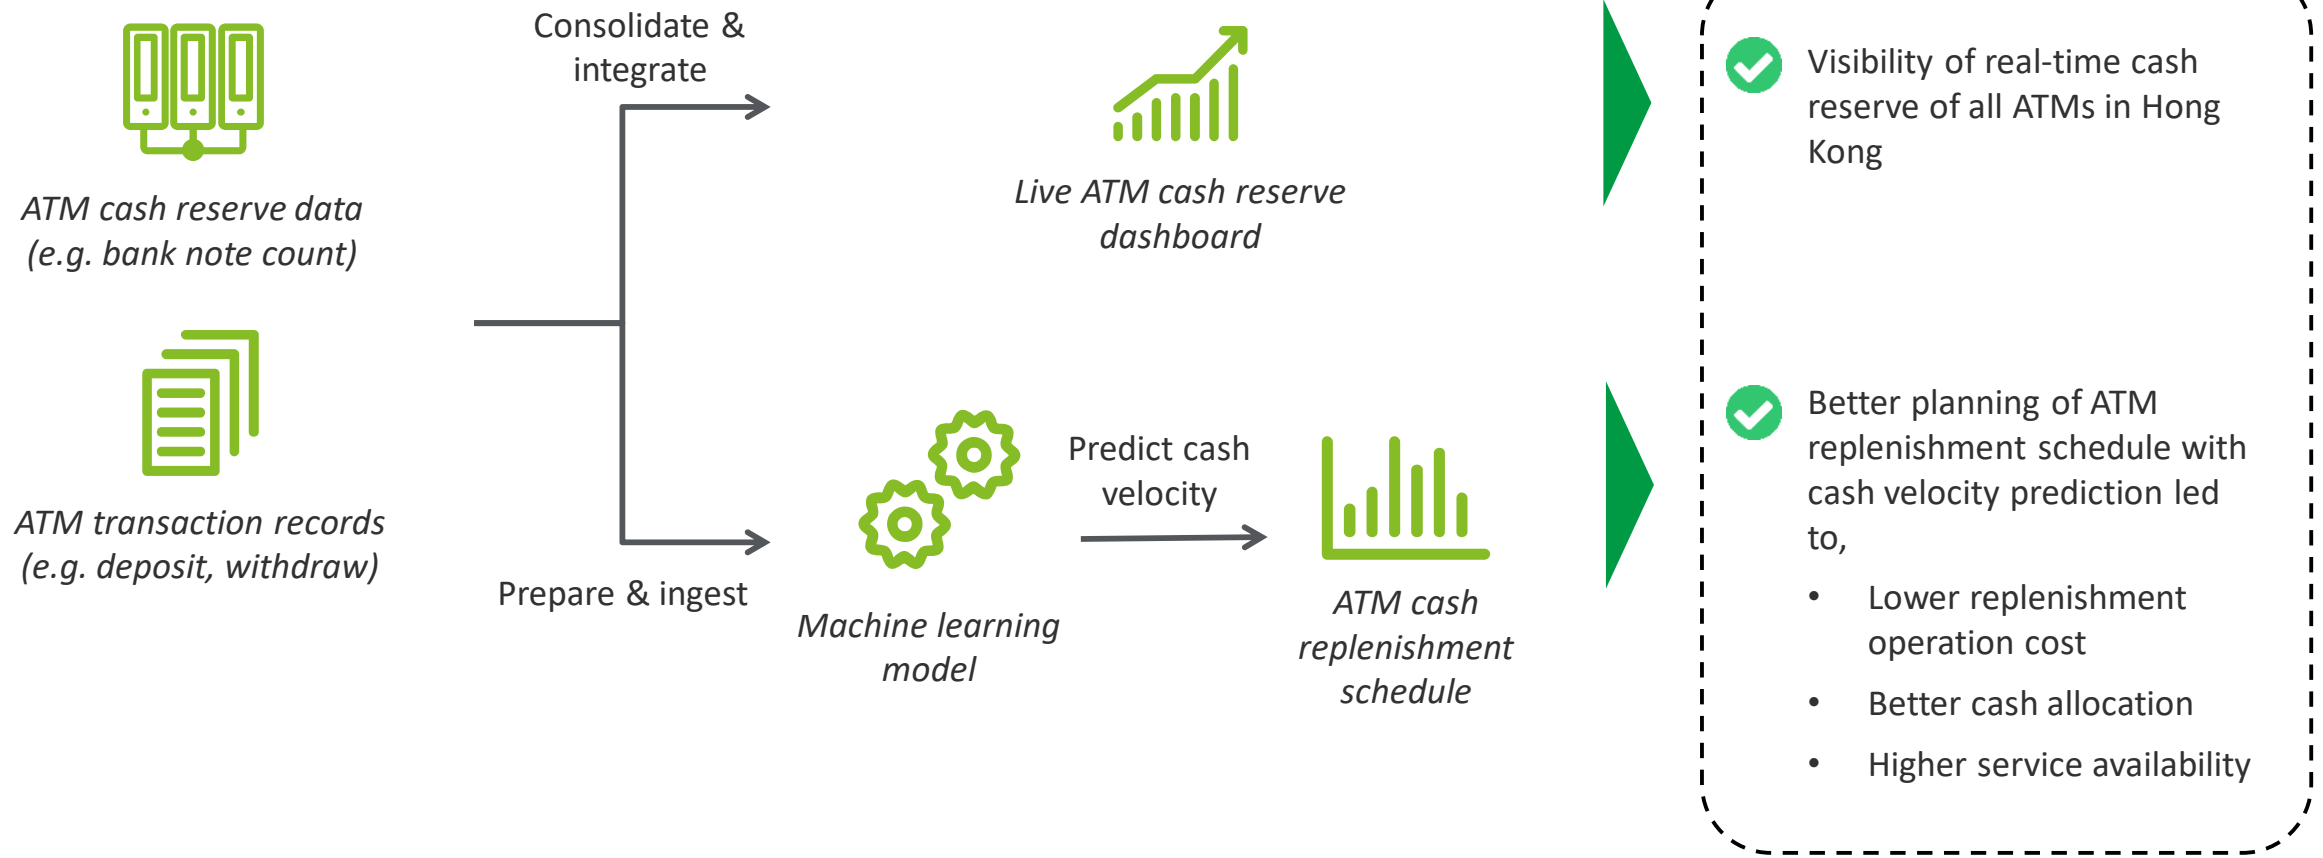 ATM cash reserve data
(e.g. bank note count)
ATM transaction records
(e.g. deposit, withdraw)
Consolidate &
integrate
Prepare & ingest
Live ATM cash reserve
dashboard
Machine learning
model
Predict cash
velocity
ATM cash
replenishment
schedule
Visibility of real-time cash
reserve of all ATMs in Hong
Kong
Better planning of ATM
replenishment schedule with
cash velocity prediction led
to,
• Lower replenishment
operation cost
• Better cash allocation
• Higher service availability